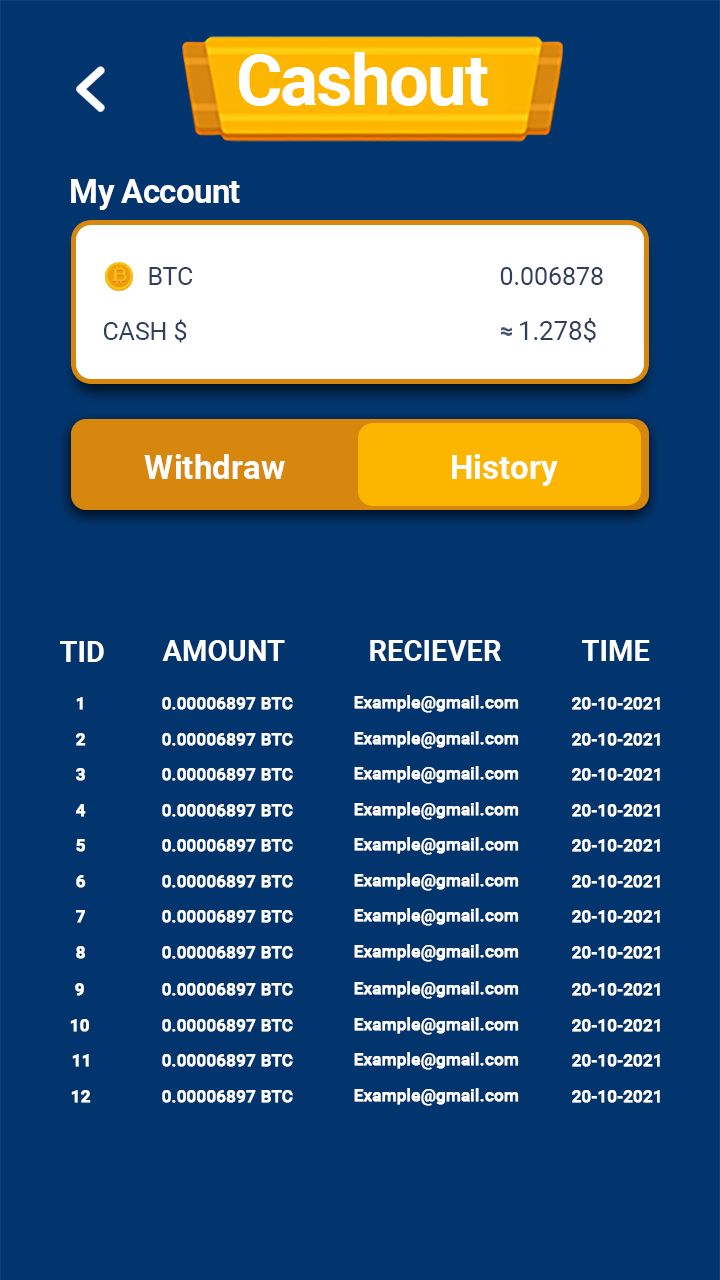 Cashout
My Account
BTC 0.006878
CASH $ ≈ 1.278$
Withdraw History
TID AMOUNT RECIEVER TIME
1 0.00006897 BTC Example@gmail.com 20-10-2021
2 0.00006897 BTC Example@gmail.com 20-10-2021
3 0.00006897 BTC Example@gmail.com 20-10-2021
4 0.00006897 BTC Example@gmail.com 20-10-2021
5 0.00006897 BTC Example@gmail.com 20-10-2021
6 0.00006897 BTC Example@gmail.com 20-10-2021
7 0.00006897 BTC Example@gmail.com 20-10-2021
8 0.00006897 BTC Example@gmail.com 20-10-2021
9 0.00006897 BTC Example@gmail.com 20-10-2021
10 0.00006897 BTC Example@gmail.com 20-10-2021
11 0.00006897 BTC Example@gmail.com 20-10-2021
12 0.00006897 BTC Example@gmail.com 20-10-2021